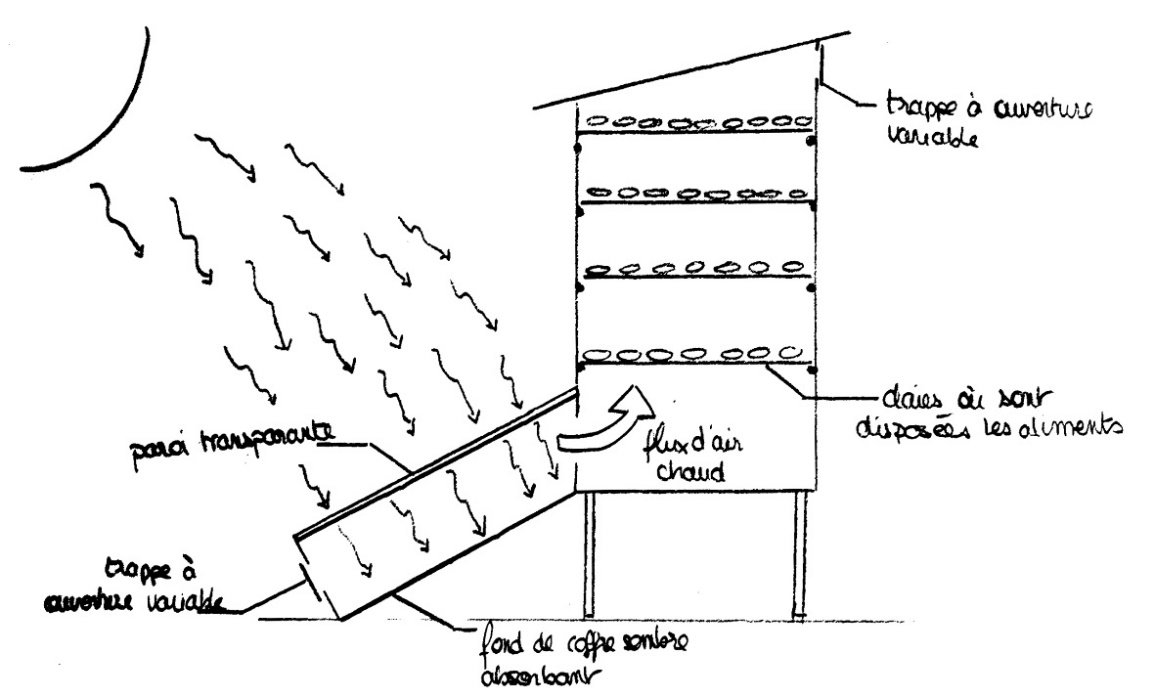 trappe à ouverture
variable
claies où sont
disposées les aliments
flux d'air
chaud
paroi transparante
trappe à
ouverture variable
fond de coffre sombre
absorbant